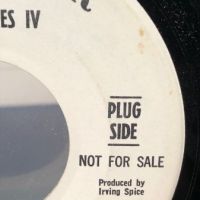 ES IV
PLUG
SIDE
NOT FOR SALE
Produced by
Irving Spice